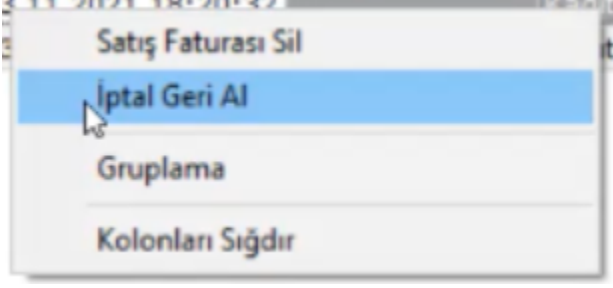 Satış Faturası Sil
İptal Geri Al
Gruplama
Kolonları Sığdır